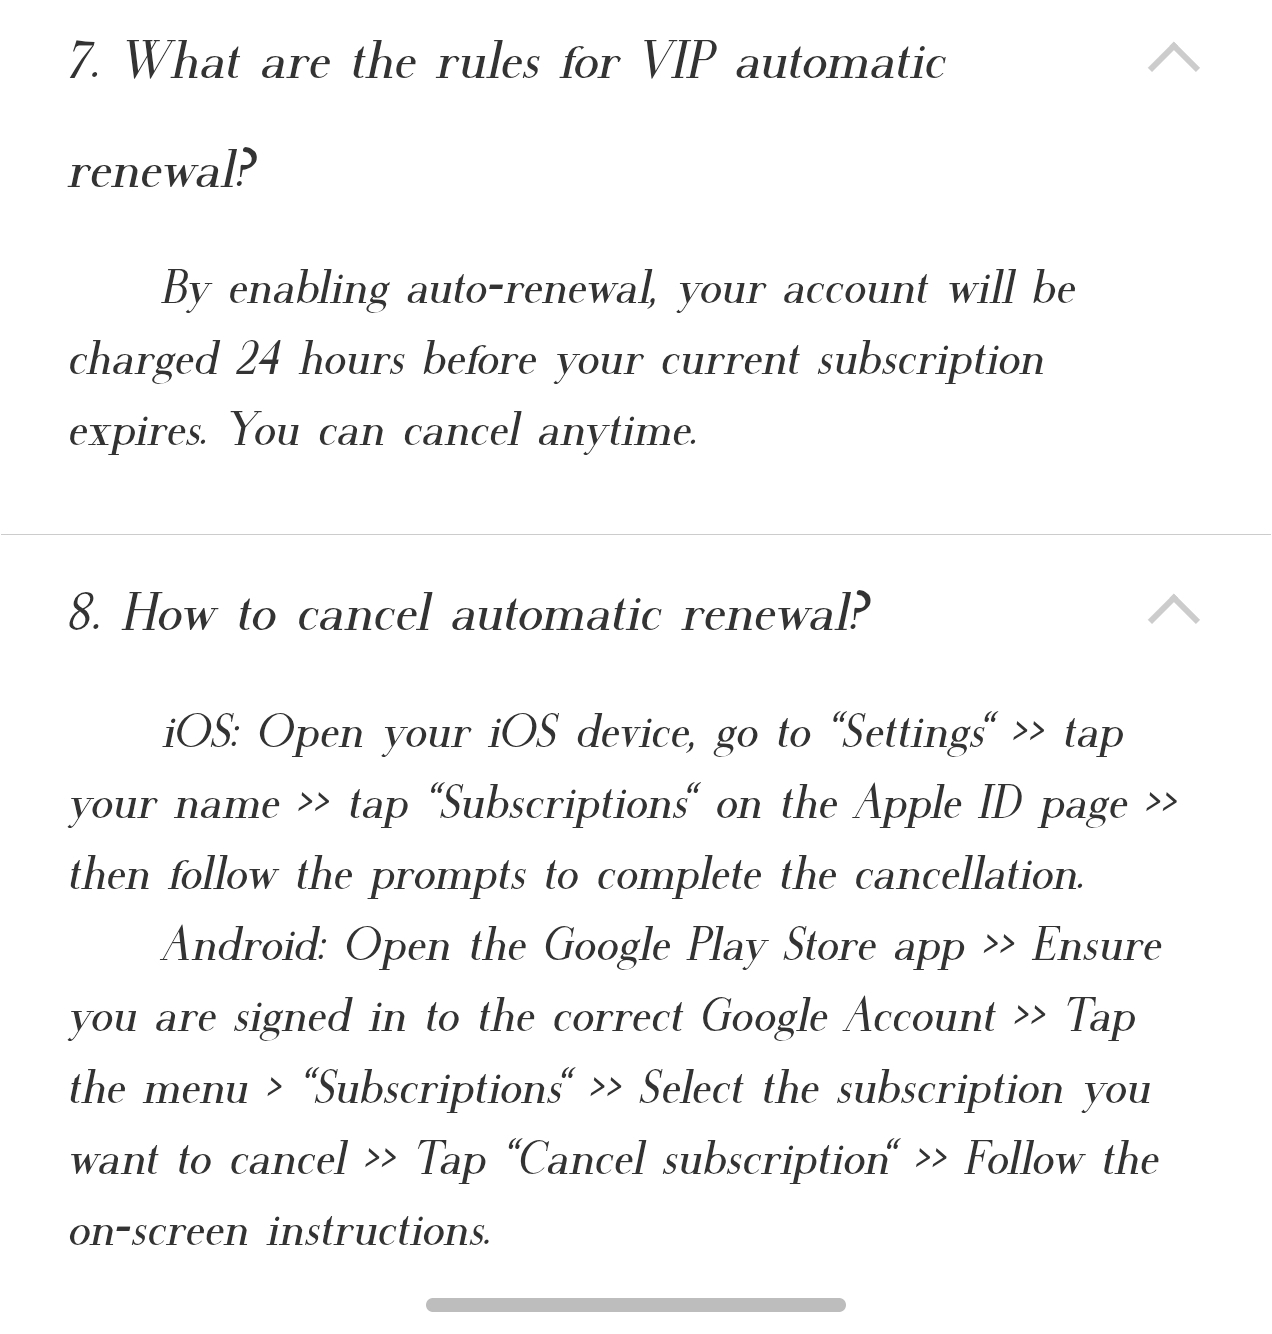 7. What are the rules for VIP automatic
renewal?
By enabling auto-renewal, your account will be
charged 24 hours before your current subscription
expires. You can cancel anytime.
8. How to cancel automatic renewal?
iOS: Open your iOS device, go to “Settings“ >> tap
your name >> tap “Subscriptions“ on the Apple ID page >>
then follow the prompts to complete the cancellation.
Android: Open the Google Play Store app >> Ensure
you are signed in to the correct Google Account >> Tap
the menu > “Subscriptions“ >> Select the subscription you
want to cancel >> Tap “Cancel subscription“ >> Follow the
on-screen instructions.